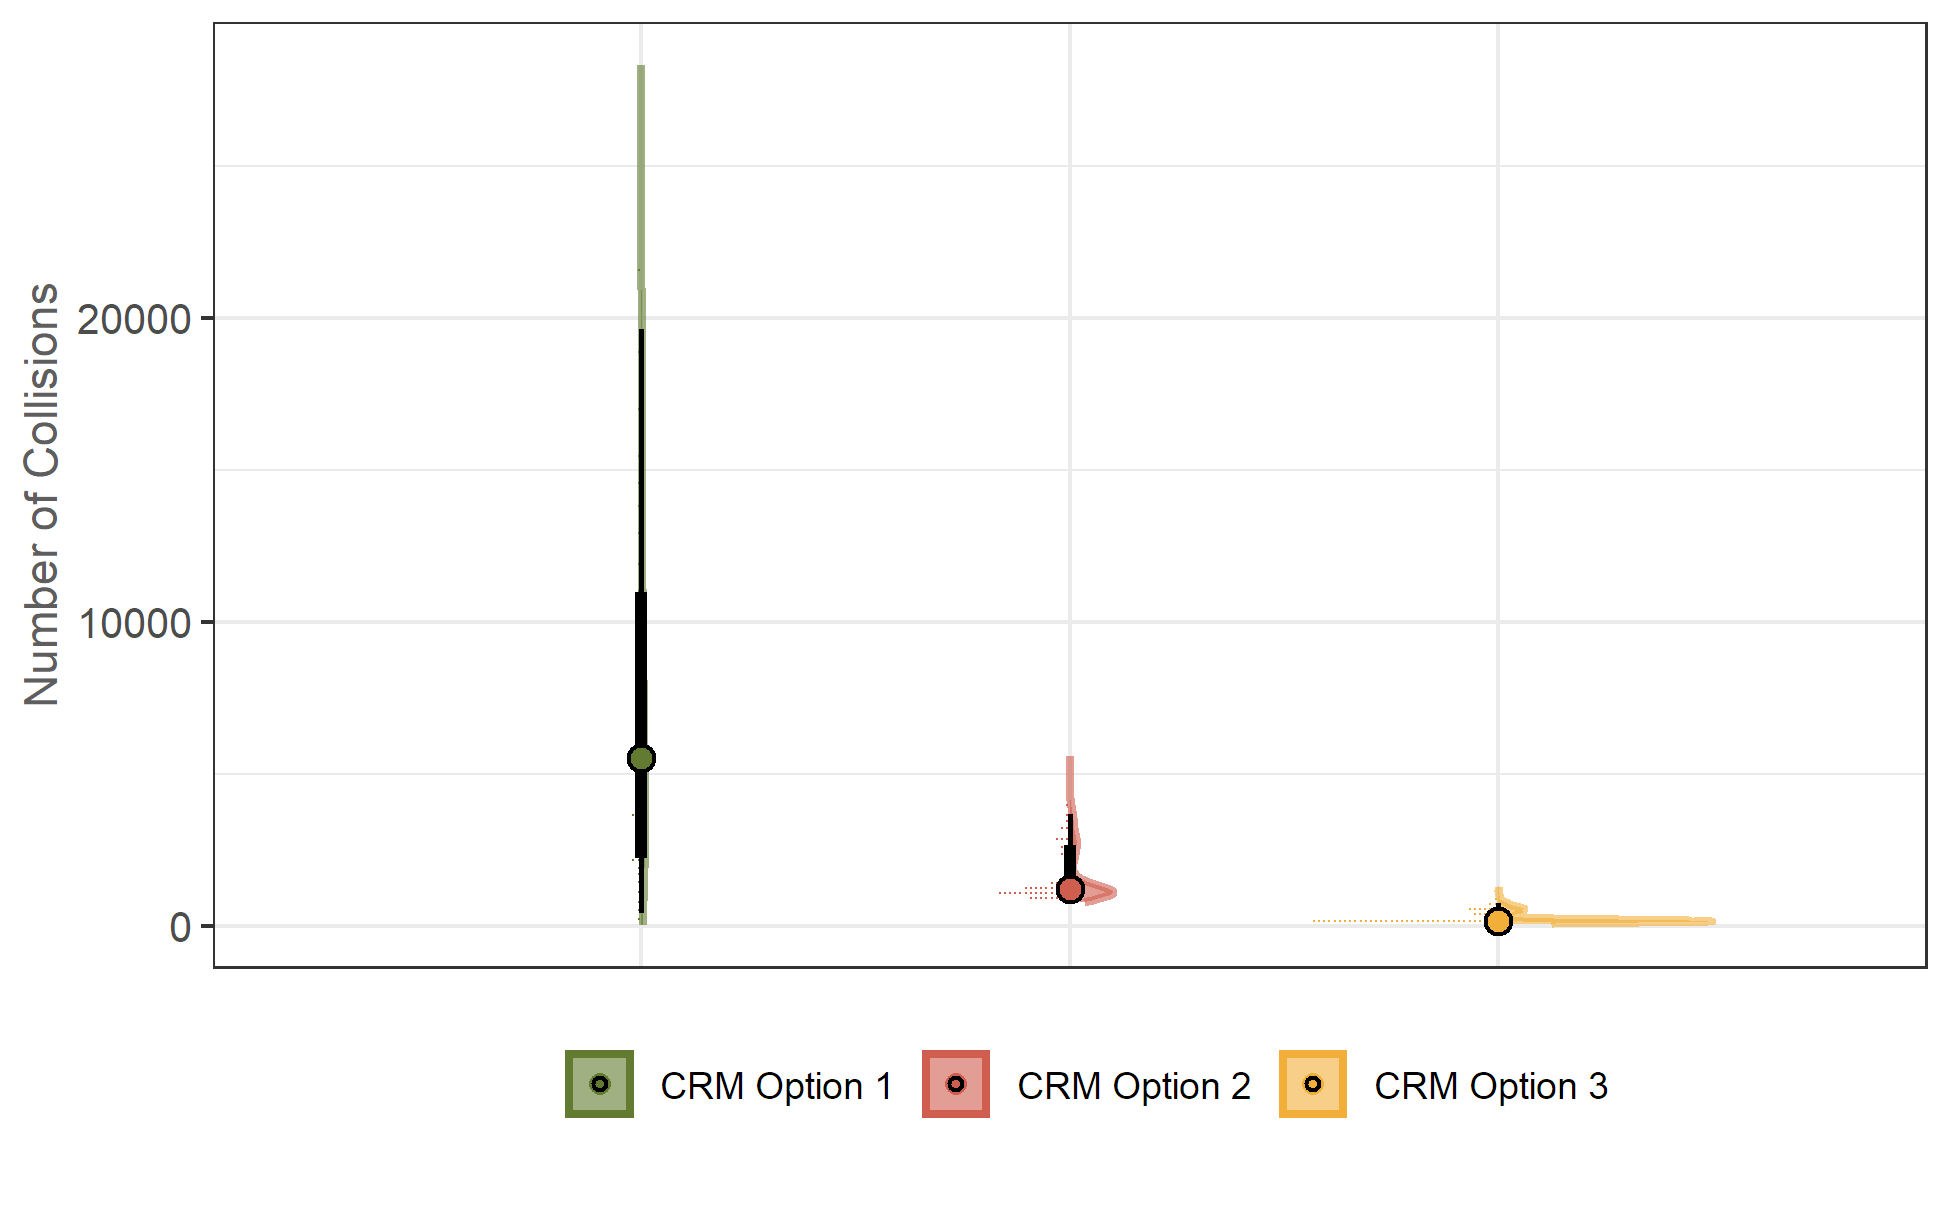 Number of Collisions
20000
10000
0
CRM Option 1 CRM Option 2 CRM Option 3